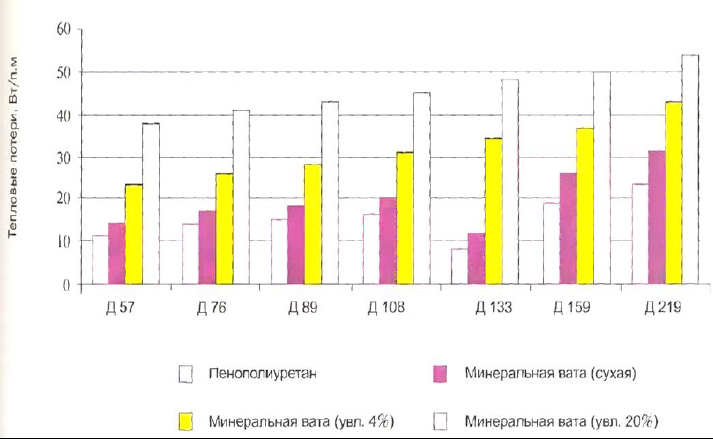 Тепловые потери, Вт/п.м
60
50
40
30
20
10
0
Д 57 Д 76 Д 89 Д 108 Д 133 Д 159 Д 219
Пенополиуретан Минеральная вата (сухая)
Минеральная вата (увл. 4%) Минеральная вата (увл. 20%)